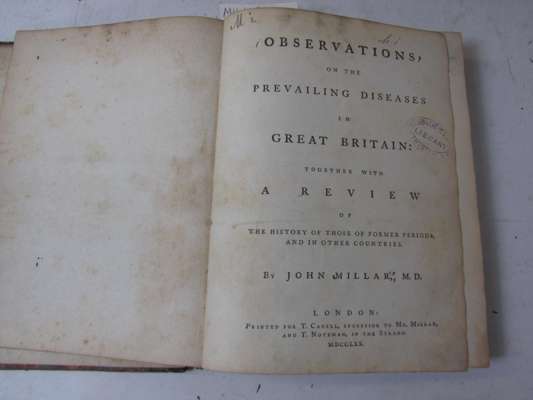 OBSERVATIONS,
ON THE
PREVAILING DISEASES
IN
GREAT BRITAIN:
TOGETHER WITH
A REVIEW
OF
THE HISTORY OF THOSE OF FORMER PERIODS,
AND IN OTHER COUNTRIES.
BY JOHN MILLAR, M.D.
LONDON:
PRINTED FOR T. CADELL, SUCCESSOR TO MR. MILLAR,
AND T. NOTEMAN, IN THE STRAND.
MDCCLXX.
LIBRARY